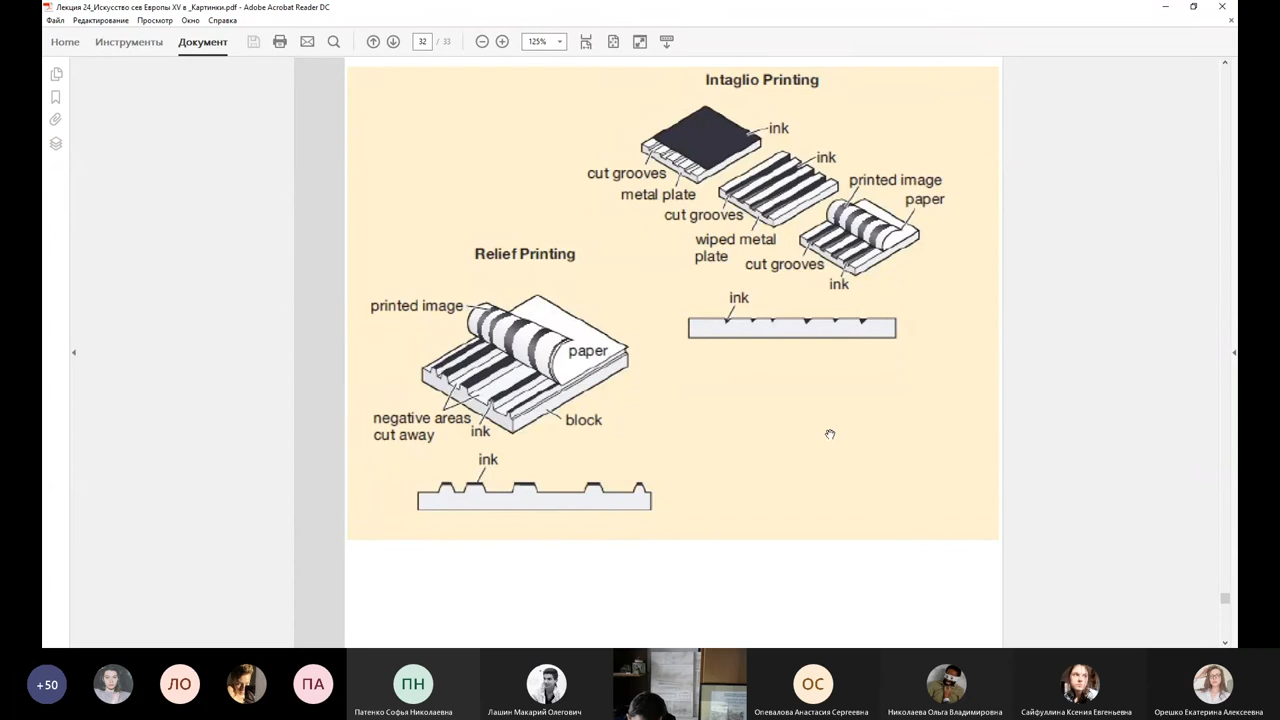 Лекция 24_Искусство сев Европы XV в _Картинки.pdf - Adobe Acrobat Reader DC
Файл Редактирование Просмотр Окно Справка
Home Инструменты Документ
32 / 33
125%
Intaglio Printing
ink
cut grooves
metal plate
ink
cut grooves
wiped metal
plate
printed image
paper
cut grooves
ink
ink
Relief Printing
printed image
paper
negative areas
cut away
ink
block
ink
+50
ЛО
ПА
ПН
ОС
Патенко Софья Николаевна
Лашин Макарий Олегович
Опевалова Анастасия Сергеевна
Николаева Ольга Владимировна
Сайфуллина Ксения Евгеньевна
Орешко Екатерина Алексеевна